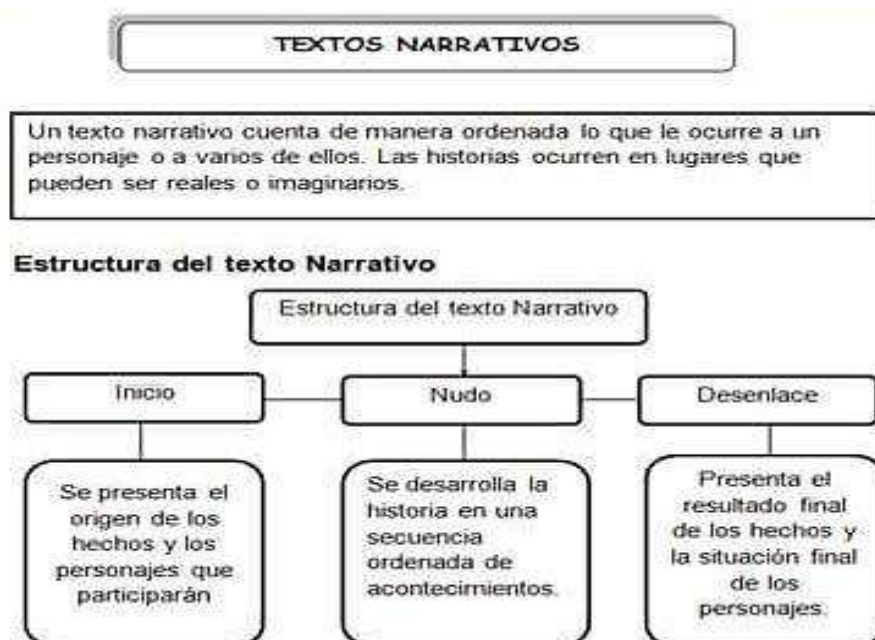 TEXTOS NARRATIVOS
Un texto narrativo cuenta de manera ordenada lo que le ocurre a un
personaje o a varios de ellos. Las historias ocurren en lugares que
pueden ser reales o imaginarios.
Estructura del texto Narrativo
Estructura del texto Narrativo
Inicio
Nudo
Desenlace
Se presenta el
origen de los
hechos y los
personajes que
participarán
Se desarrolla la
historia en una
secuencia
ordenada de
acontecimientos.
Presenta el
resultado final
de los hechos y
la situación final
de los
personajes.